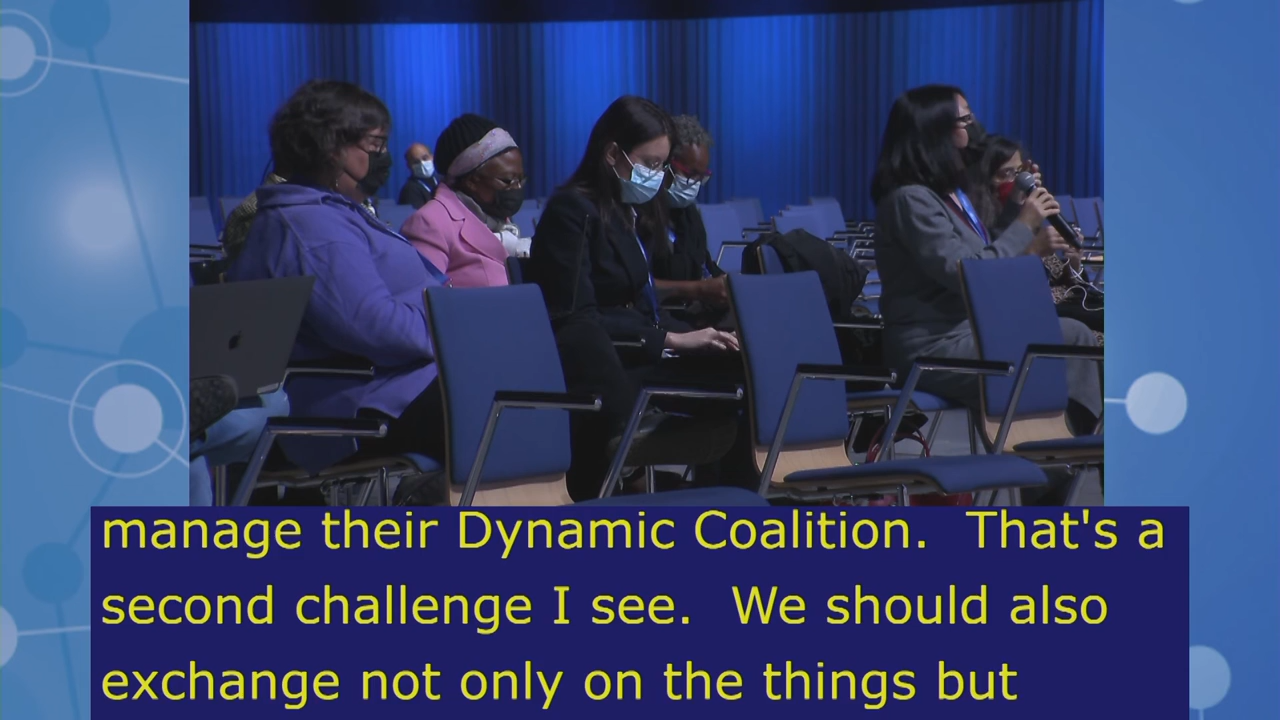 manage their Dynamic Coalition.  That's a
second challenge I see.  We should also
exchange not only on the things but